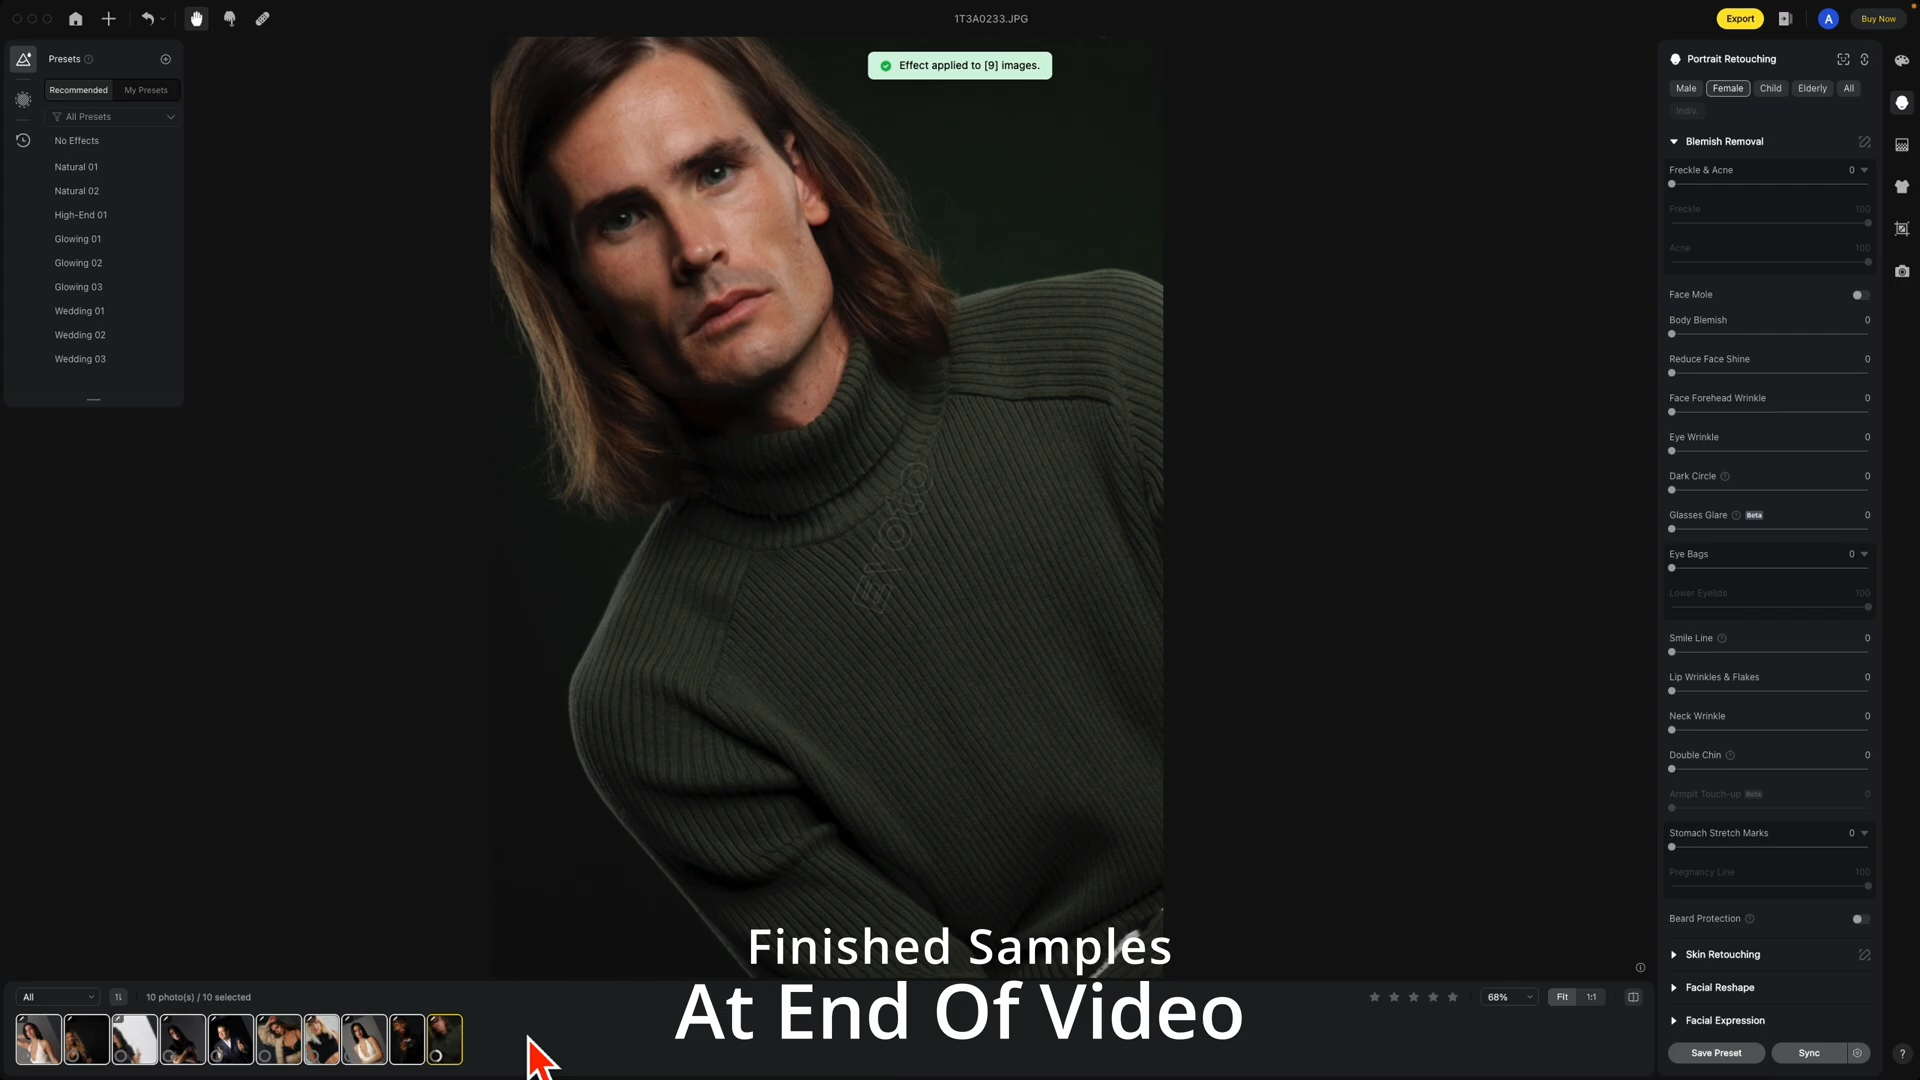 1T3A0233.JPG
Export
A
Buy Now
Presets
Recommended
My Presets
All Presets
No Effects
Natural 01
Natural 02
High-End 01
Glowing 01
Glowing 02
Glowing 03
Wedding 01
Wedding 02
Wedding 03
Effect applied to [9] images.
Evoto
Portrait Retouching
Male Female Child Elderly All
Indiv.
Blemish Removal
Freckle & Acne 0
Freckle 100
Acne 100
Face Mole
Body Blemish 0
Reduce Face Shine 0
Face Forehead Wrinkle 0
Eye Wrinkle 0
Dark Circle ? 0
Glasses Glare ? Beta 0
Eye Bags 0
Lower Eyelids 100
Smile Line ? 0
Lip Wrinkles & Flakes 0
Neck Wrinkle 0
Double Chin ? 0
Armpit Touch-up Beta 0
Stomach Stretch Marks 0
Pregnancy Line 100
Beard Protection ?
Skin Retouching
Facial Reshape
Facial Expression
Save Preset
Sync
?
Finished Samples
At End Of Video
All
10 photo(s) / 10 selected
68%
Fit
1:1